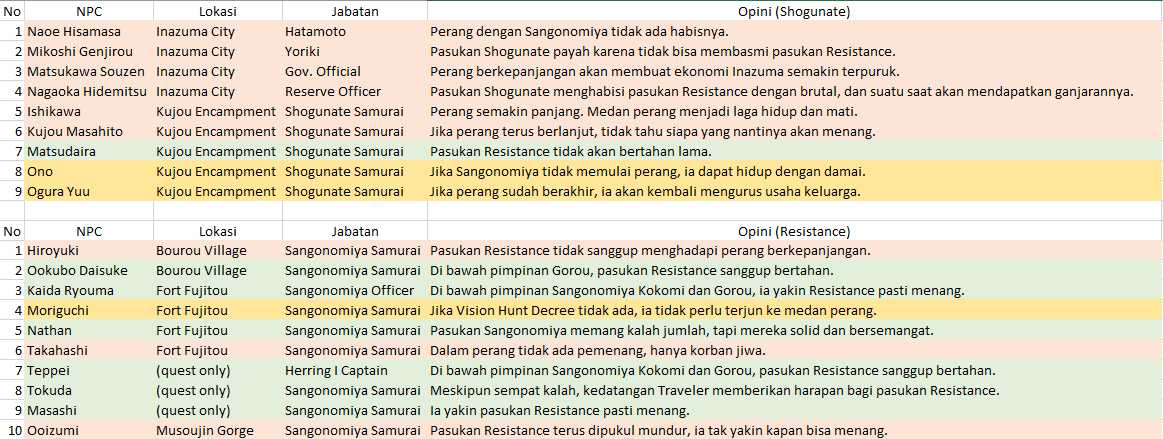 No NPC Lokasi Jabatan Opini (Shogunate)
1 Naoe Hisamasa Inazuma City Hatamoto Perang dengan Sangonomiya tidak ada habisnya.
2 Mikoshi Genjirou Inazuma City Yoriki Pasukan Shogunate payah karena tidak bisa membasmi pasukan Resistance.
3 Matsukawa Souzen Inazuma City Gov. Official Perang berkepanjangan akan membuat ekonomi Inazuma semakin terpuruk.
4 Nagaoka Hidemitsu Inazuma City Reserve Officer Pasukan Shogunate menghabisi pasukan Resistance dengan brutal, dan suatu saat akan mendapatkan ganjarannya.
5 Ishikawa Kujou Encampment Shogunate Samurai Perang semakin panjang. Medan perang menjadi laga hidup dan mati.
6 Kujou Masahito Kujou Encampment Shogunate Samurai Jika perang terus berlanjut, tidak tahu siapa yang nantinya akan menang.
7 Matsudaira Kujou Encampment Shogunate Samurai Pasukan Resistance tidak akan bertahan lama.
8 Ono Kujou Encampment Shogunate Samurai Jika Sangonomiya tidak memulai perang, ia dapat hidup dengan damai.
9 Ogura Yuu Kujou Encampment Shogunate Samurai Jika perang sudah berakhir, ia akan kembali mengurus usaha keluarga.
No NPC Lokasi Jabatan Opini (Resistance)
1 Hiroyuki Bourou Village Sangonomiya Samurai Pasukan Resistance tidak sanggup menghadapi perang berkepanjangan.
2 Ookubo Daisuke Bourou Village Sangonomiya Samurai Di bawah pimpinan Gorou, pasukan Resistance sanggup bertahan.
3 Kaida Ryouma Fort Fujitou Sangonomiya Officer Di bawah pimpinan Sangonomiya Kokomi dan Gorou, ia yakin Resistance pasti menang.
4 Moriguchi Fort Fujitou Sangonomiya Samurai Jika Vision Hunt Decree tidak ada, ia tidak perlu terjun ke medan perang.
5 Nathan Fort Fujitou Sangonomiya Samurai Pasukan Sangonomiya memang kalah jumlah, tapi mereka solid dan bersemangat.
6 Takahashi Fort Fujitou Sangonomiya Samurai Dalam perang tidak ada pemenang, hanya korban jiwa.
7 Teppei (quest only) Herring I Captain Di bawah pimpinan Sangonomiya Kokomi dan Gorou, pasukan Resistance sanggup bertahan.
8 Tokuda (quest only) Sangonomiya Samurai Meskipun sempat kalah, kedatangan Traveler memberikan harapan bagi pasukan Resistance.
9 Masashi (quest only) Sangonomiya Samurai Ia yakin pasukan Resistance pasti menang.
10 Ooizumi Musoujin Gorge Sangonomiya Samurai Pasukan Resistance terus dipukul mundur, ia tak yakin kapan bisa menang.